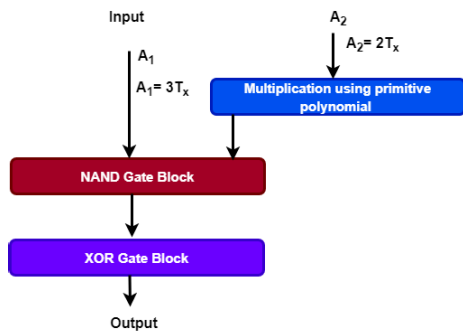 Input
A₂
A₁
A₂= 2Tₓ
A₁= 3Tₓ
Multiplication using primitive
polynomial
NAND Gate Block
XOR Gate Block
Output